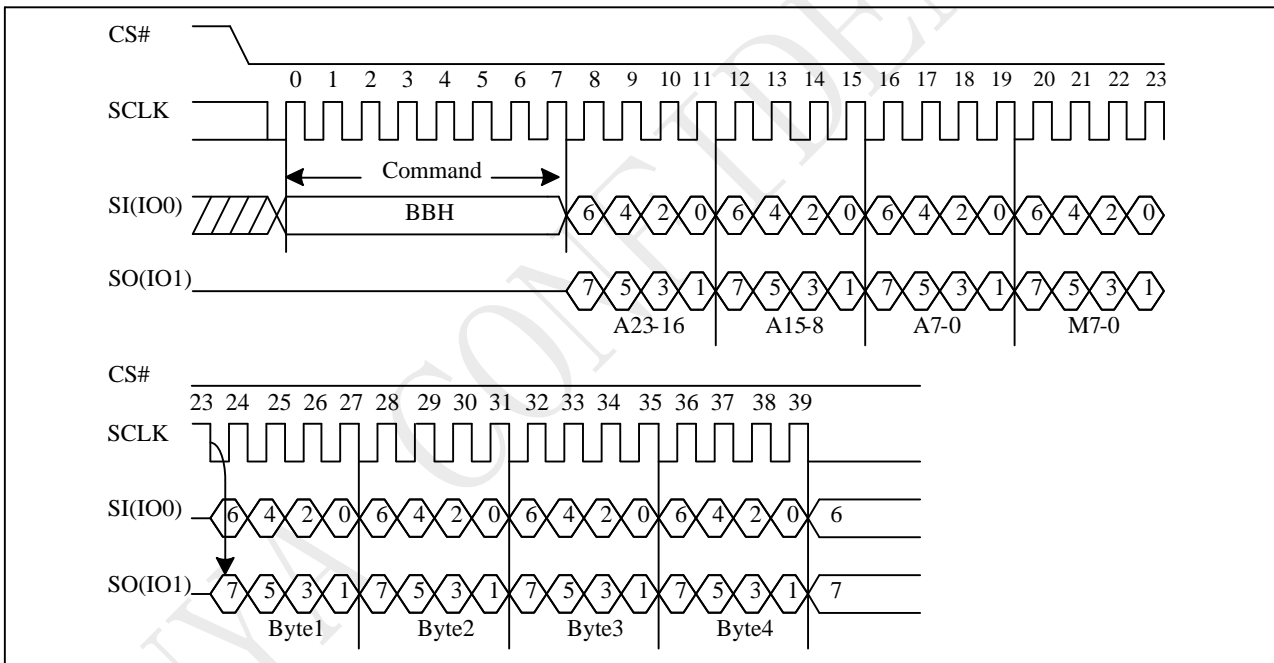 CS#
0 1 2 3 4 5 6 7 8 9 10 11 12 13 14 15 16 17 18 19 20 21 22 23
SCLK
Command
SI(IO0) BBH 6 4 2 0 6 4 2 0 6 4 2 0 6 4 2 0
SO(IO1) 7 5 3 1 7 5 3 1 7 5 3 1 7 5 3 1
A23-16 A15-8 A7-0 M7-0
CS#
23 24 25 26 27 28 29 30 31 32 33 34 35 36 37 38 39
SCLK
SI(IO0) 6 4 2 0 6 4 2 0 6 4 2 0 6 4 2 0 6
SO(IO1) 7 5 3 1 7 5 3 1 7 5 3 1 7 5 3 1 7
Byte1 Byte2 Byte3 Byte4